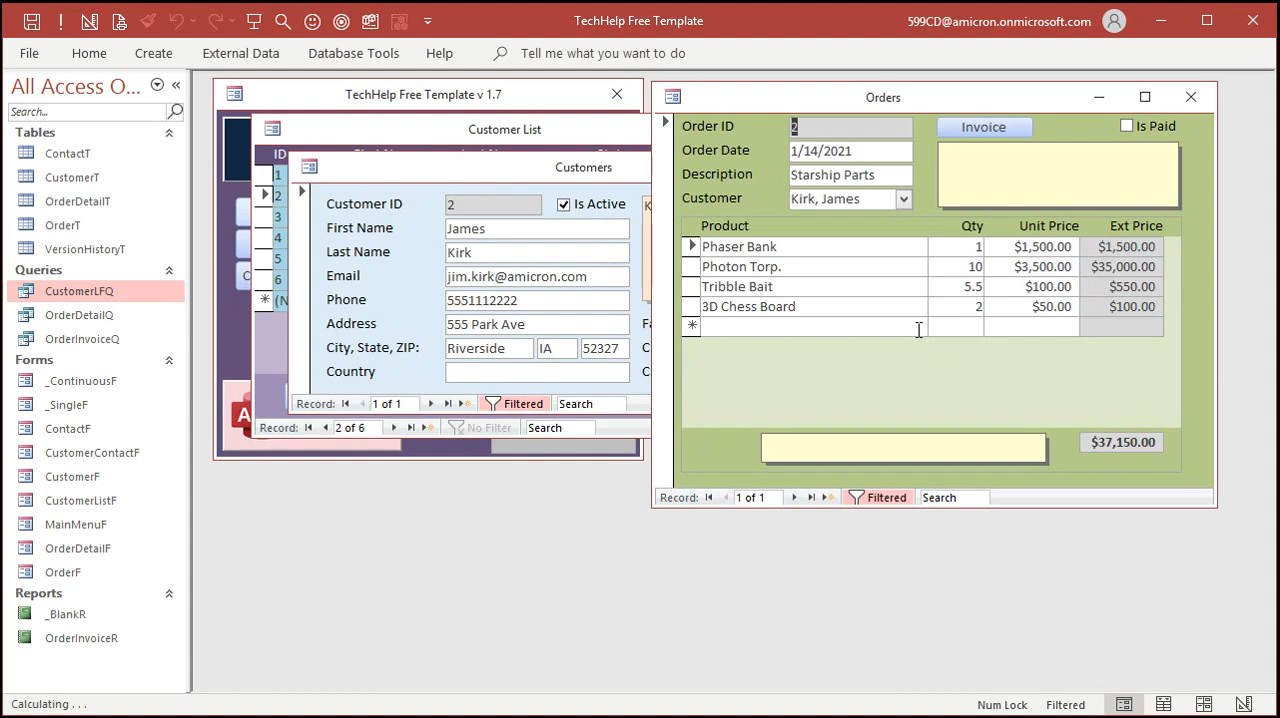 TechHelp Free Template
599CD@amicron.onmicrosoft.com
File Home Create External Data Database Tools Help Tell me what you want to do
All Access O...
Search...
Tables
ContactT
CustomerT
OrderDetailT
OrderT
VersionHistoryT
Queries
CustomerLFQ
OrderDetailQ
OrderInvoiceQ
Forms
_ContinuousF
_SingleF
ContactF
CustomerContactF
CustomerF
CustomerListF
MainMenuF
OrderDetailF
OrderF
Reports
_BlankR
OrderInvoiceR
TechHelp Free Template v 1.7
Customer List
ID
1
2
3
4
5
6
(N
Record: 2 of 6 No Filter Search
Customers
Customer ID 2 Is Active
First Name James
Last Name Kirk
Email jim.kirk@amicron.com
Phone 5551112222
Address 555 Park Ave
City, State, ZIP: Riverside IA 52327
Country
Record: 1 of 1 Filtered Search
Orders
Order ID 2 Invoice Is Paid
Order Date 1/14/2021
Description Starship Parts
Customer Kirk, James
Product Qty Unit Price Ext Price
Phaser Bank 1 $1,500.00 $1,500.00
Photon Torp. 10 $3,500.00 $35,000.00
Tribble Bait 5.5 $100.00 $550.00
3D Chess Board 2 $50.00 $100.00
$37,150.00
Record: 1 of 1 Filtered Search
Calculating . . . Num Lock Filtered